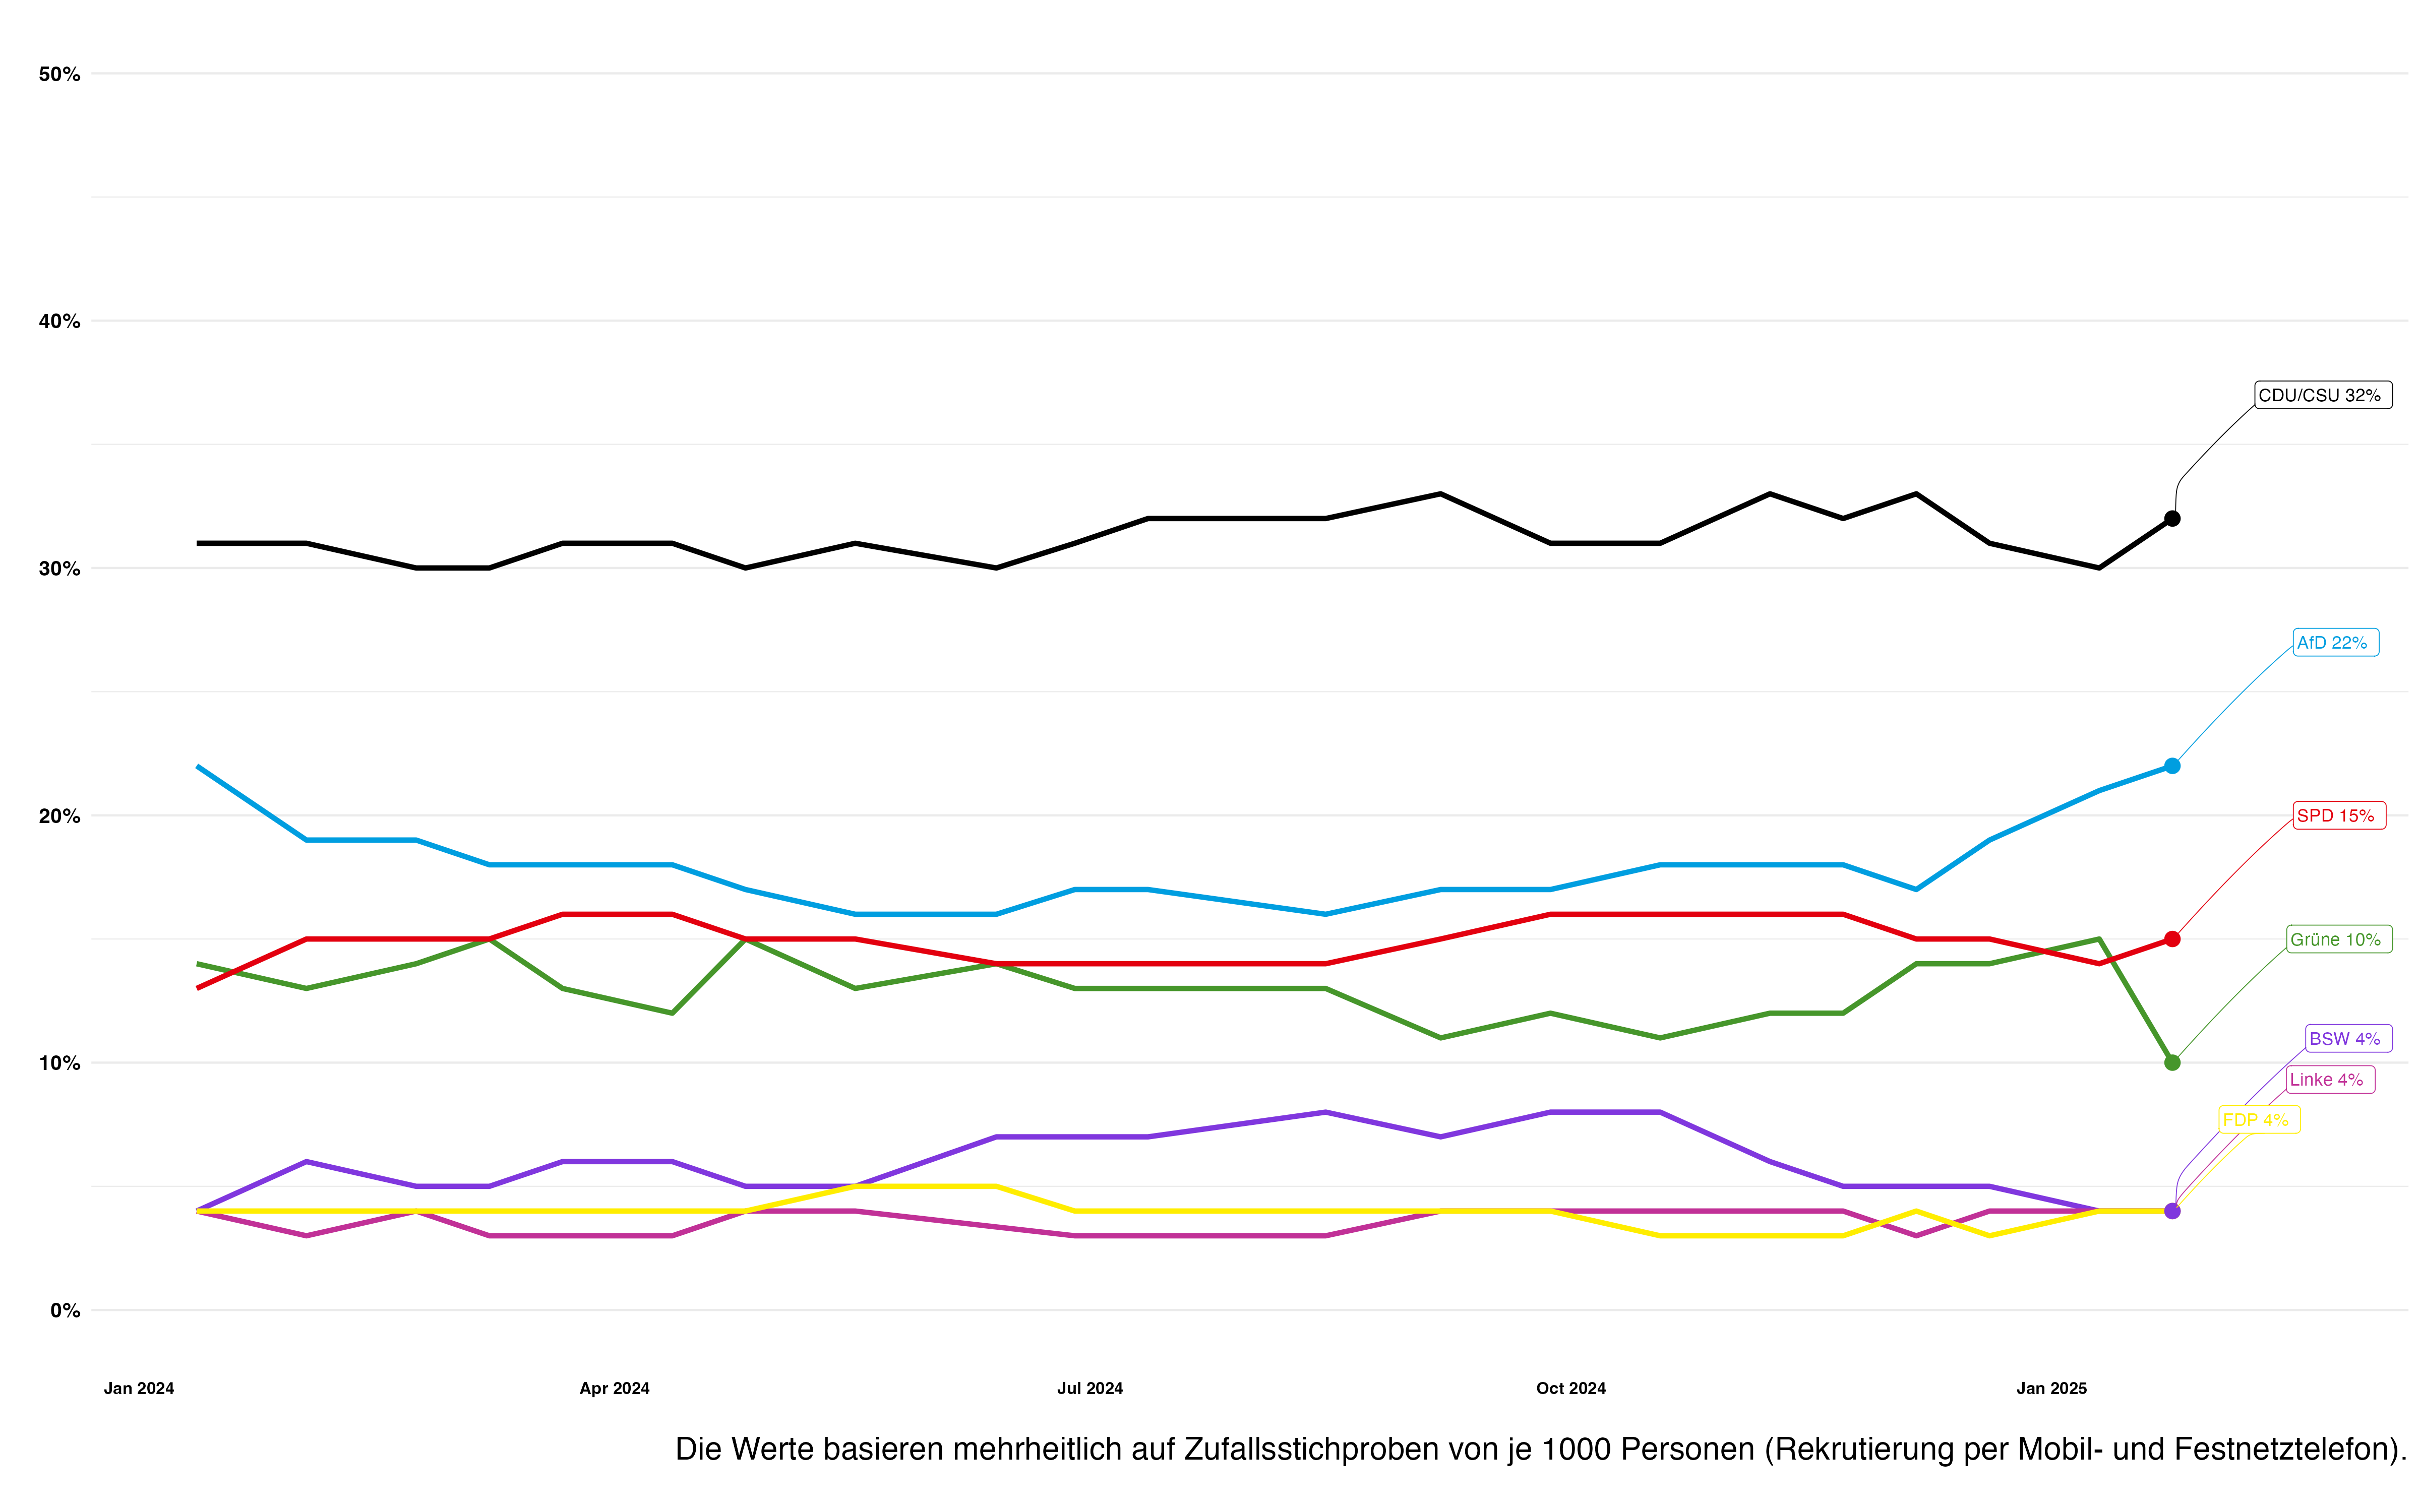 50%
40%
CDU/CSU 32%
30%
AfD 22%
20%
SPD 15%
Grüne 10%
10%
BSW 4%
Linke 4%
FDP 4%
0%
Jan 2024 Apr 2024 Jul 2024 Oct 2024 Jan 2025
Die Werte basieren mehrheitlich auf Zufallsstichproben von je 1000 Personen (Rekrutierung per Mobil- und Festnetztelefon).